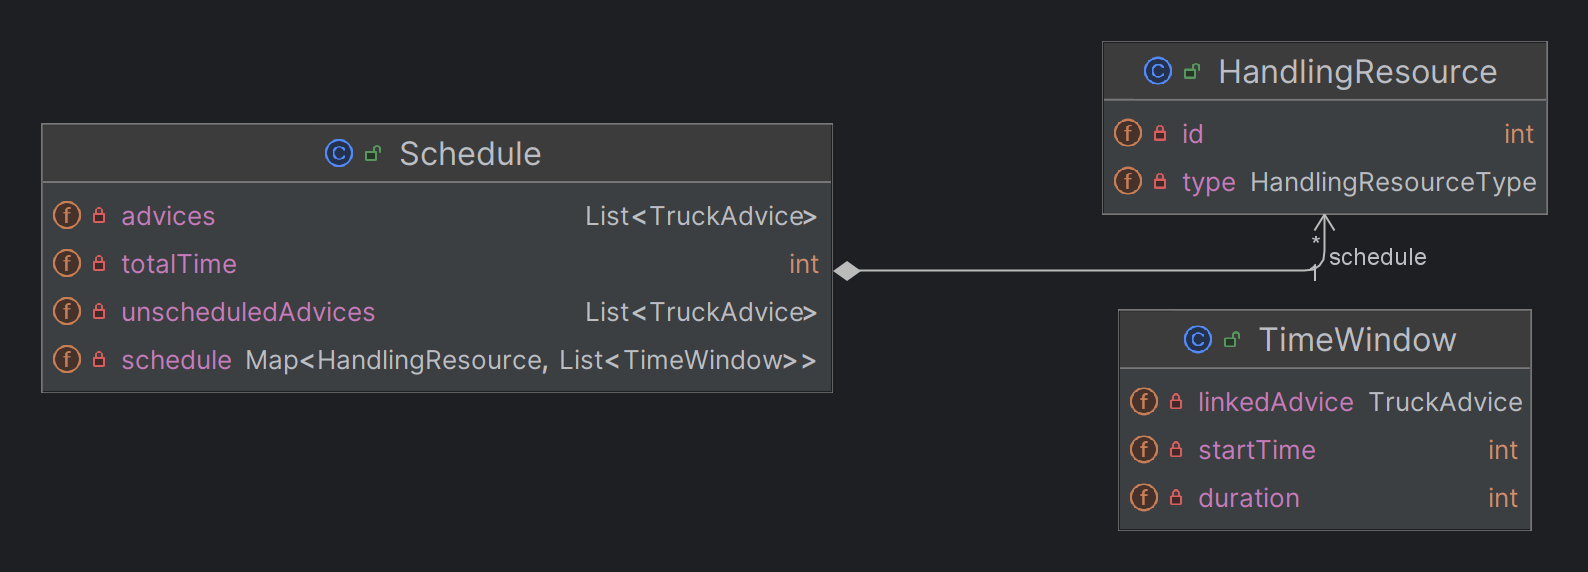 Schedule
advices List<TruckAdvice>
totalTime int
unscheduledAdvices List<TruckAdvice>
schedule Map<HandlingResource, List<TimeWindow>>
HandlingResource
id int
type HandlingResourceType
*
schedule
1
TimeWindow
linkedAdvice TruckAdvice
startTime int
duration int